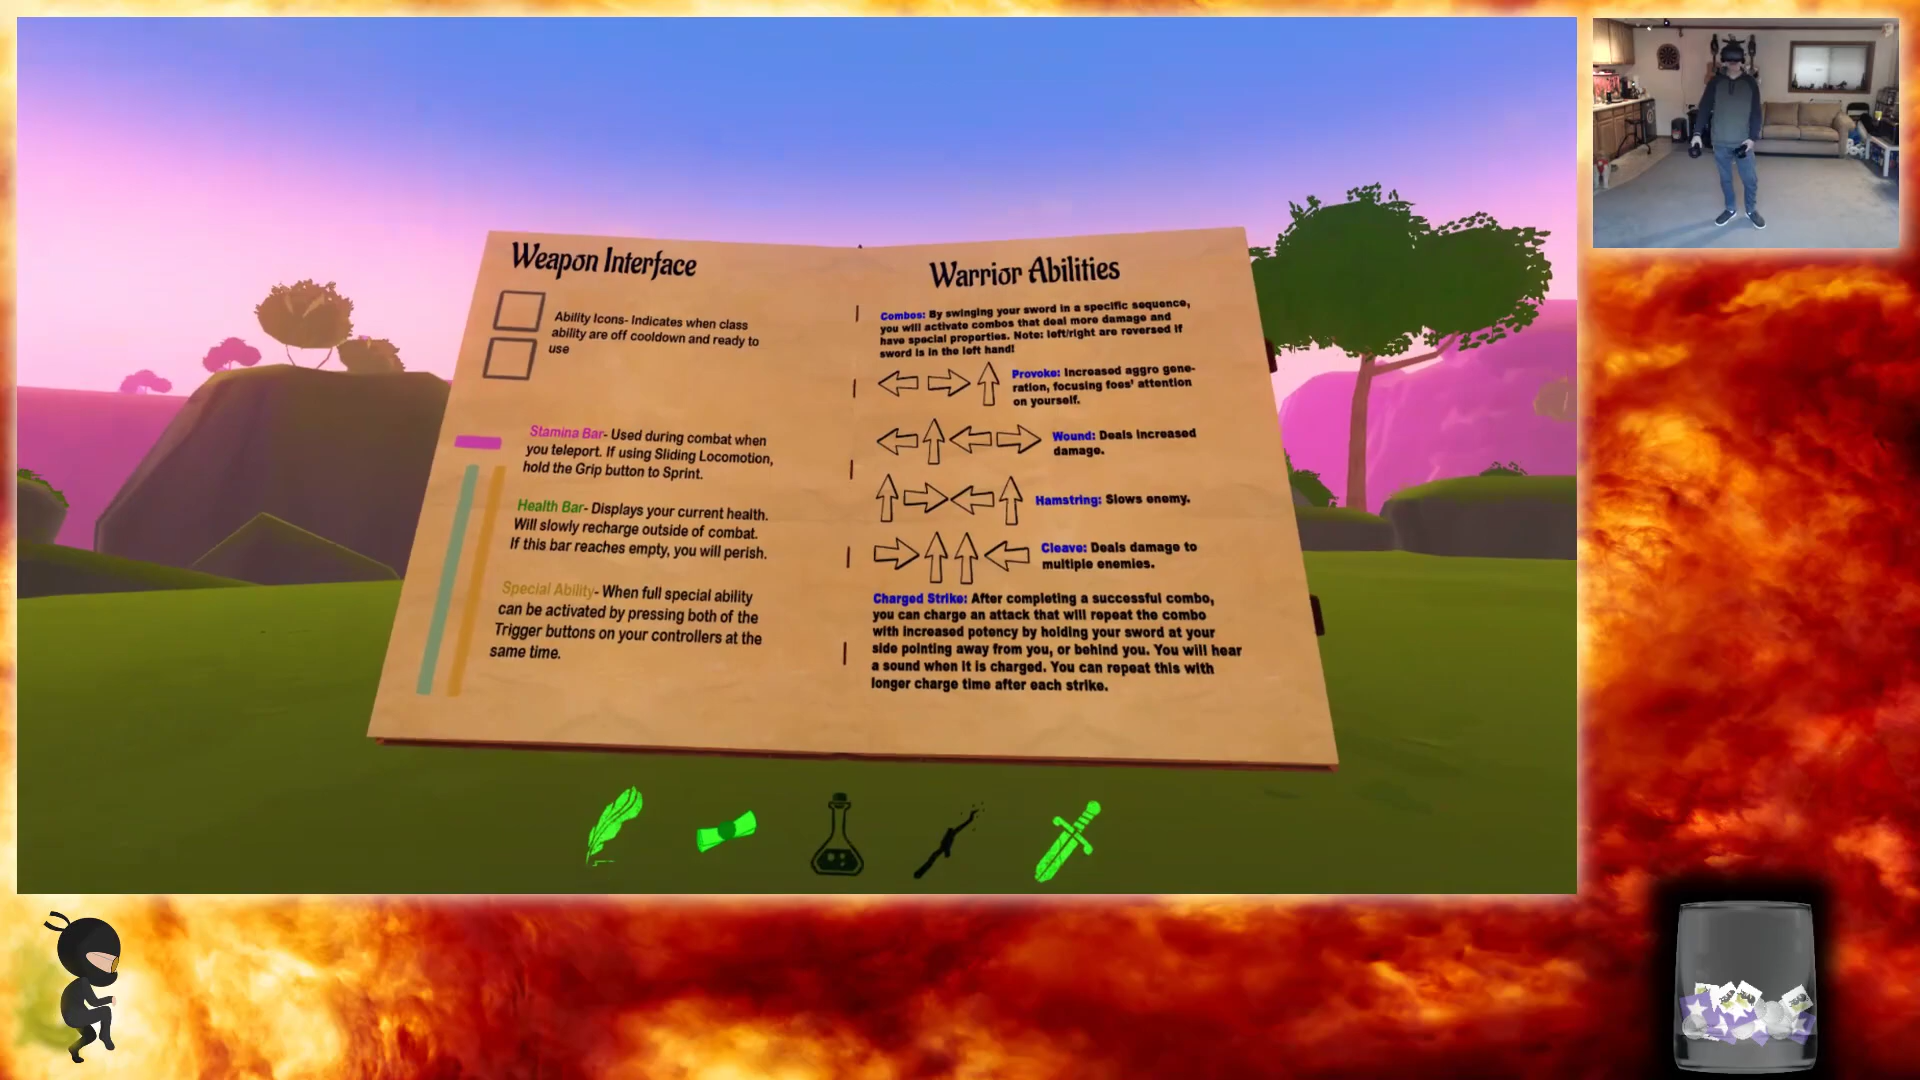 Weapon Interface
Ability Icons- Indicates when class
ability are off cooldown and ready to
use
Stamina Bar- Used during combat when
you teleport. If using Sliding Locomotion,
hold the Grip button to Sprint.
Health Bar- Displays your current health.
Will slowly recharge outside of combat.
If this bar reaches empty, you will perish.
Special Ability- When full special ability
can be activated by pressing both of the
Trigger buttons on your controllers at the
same time.
Warrior Abilities
Combos: By swinging your sword in a specific sequence,
you will activate combos that deal more damage and
have special properties. Note: left/right are reversed if
sword is in the left hand!
Provoke: Increased aggro gene-
ration, focusing foes' attention
on yourself.
Wound: Deals increased
damage.
Hamstring: Slows enemy.
Cleave: Deals damage to
multiple enemies.
Charged Strike: After completing a successful combo,
you can charge an attack that will repeat the combo
with increased potency by holding your sword at your
side pointing away from you, or behind you. You will hear
a sound when it is charged. You can repeat this with
longer charge time after each strike.